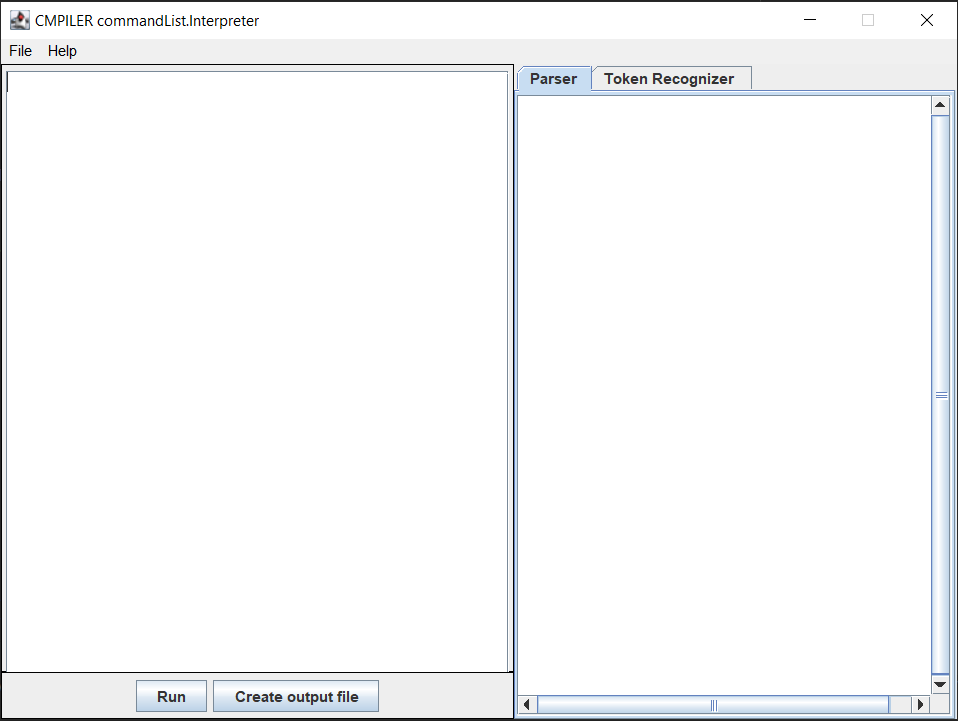 CMPILER commandList.Interpreter
File Help
Parser Token Recognizer
Run Create output file